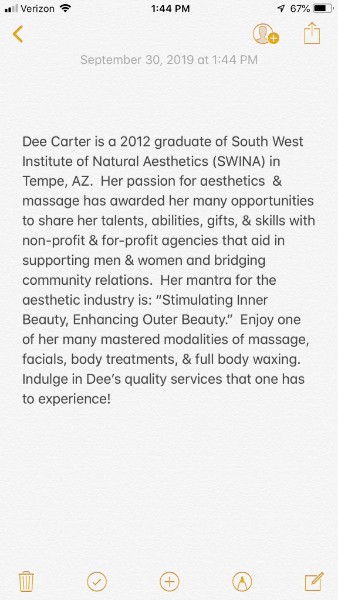 Verizon 1:44 PM 67%
September 30, 2019 at 1:44 PM
Dee Carter is a 2012 graduate of South West
Institute of Natural Aesthetics (SWINA) in
Tempe, AZ.  Her passion for aesthetics  &
massage has awarded her many opportunities
to share her talents, abilities, gifts, & skills with
non-profit & for-profit agencies that aid in
supporting men & women and bridging
community relations.  Her mantra for the
aesthetic industry is: “Stimulating Inner
Beauty, Enhancing Outer Beauty.”  Enjoy one
of her many mastered modalities of massage,
facials, body treatments, & full body waxing.
Indulge in Dee’s quality services that one has
to experience!